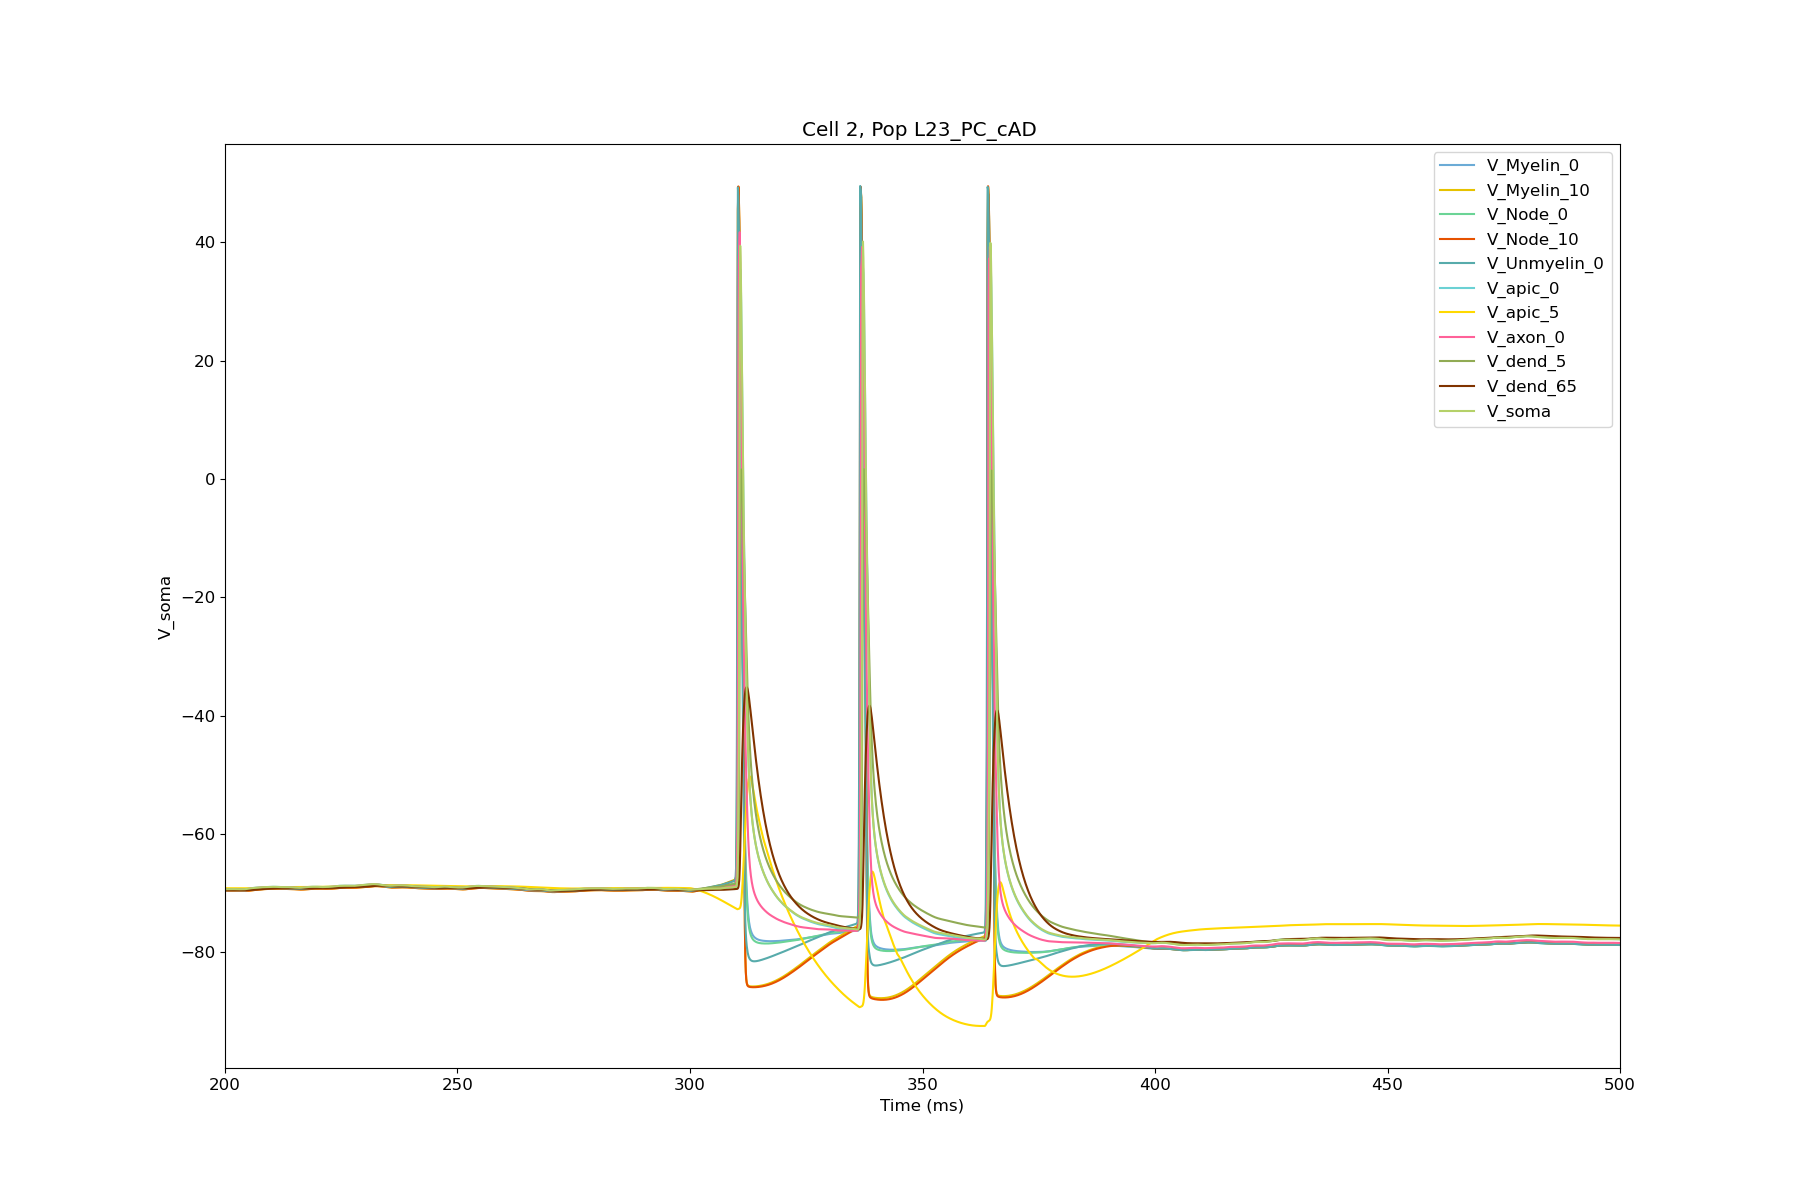 Cell 2, Pop L23_PC_cAD
V_Myelin_0
V_Myelin_10
V_Node_0
V_Node_10
V_Unmyelin_0
V_apic_0
V_apic_5
V_axon_0
V_dend_5
V_dend_65
V_soma
40
20
0
−20
−40
−60
−80
V_soma
200 250 300 350 400 450 500
Time (ms)